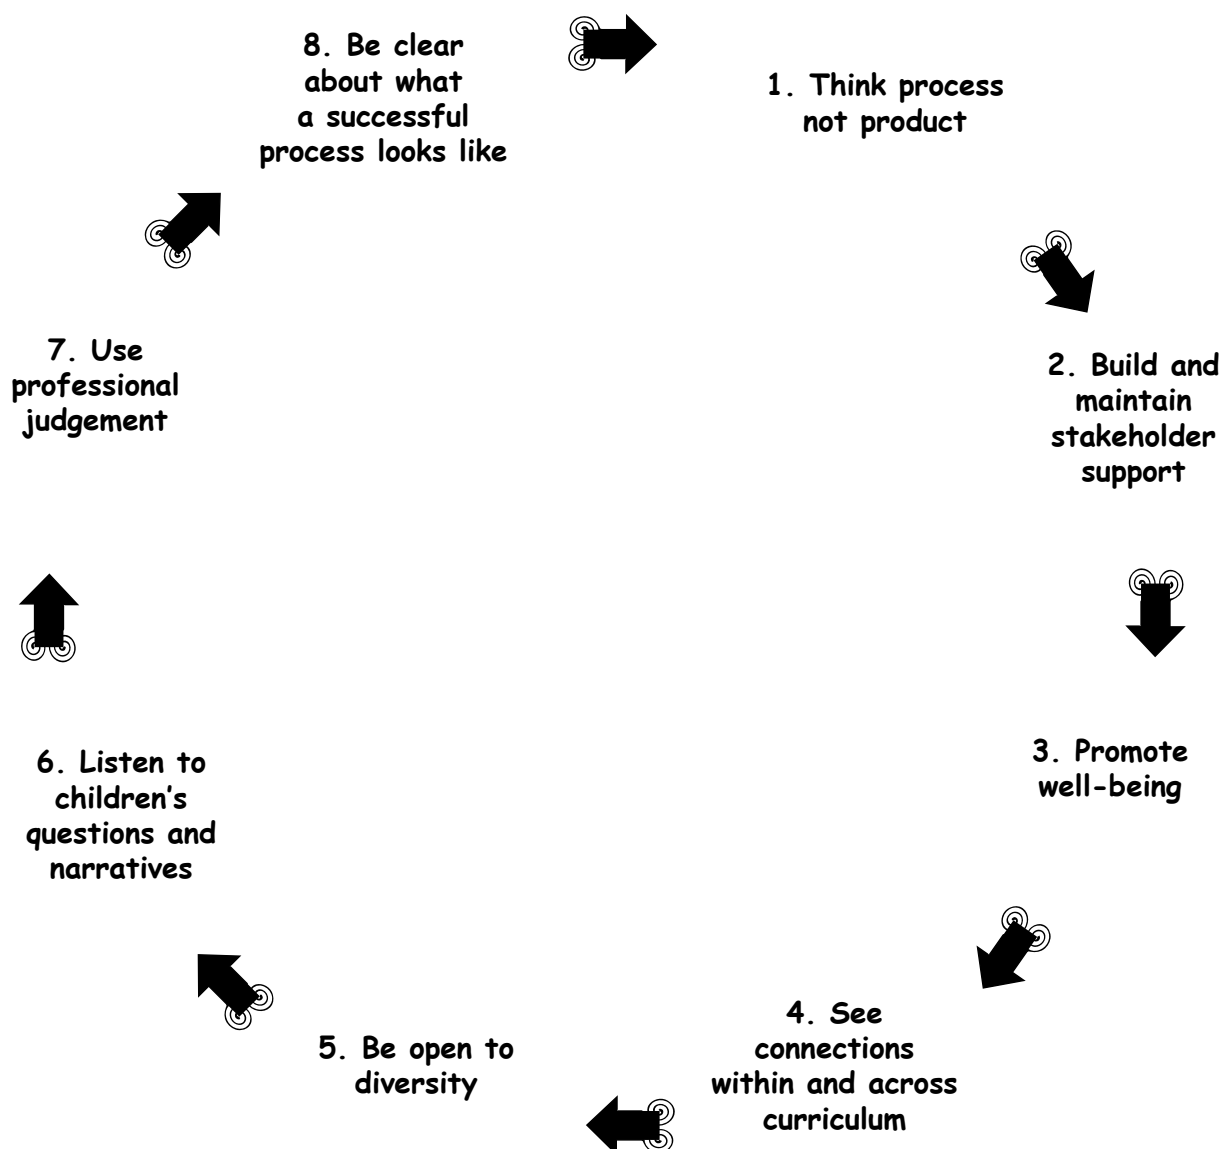 1. Think process
not product
2. Build and
maintain
stakeholder
support
3. Promote
well-being
4. See
connections
within and across
curriculum
5. Be open to
diversity
6. Listen to
children’s
questions and
narratives
7. Use
professional
judgement
8. Be clear
about what
a successful
process looks like